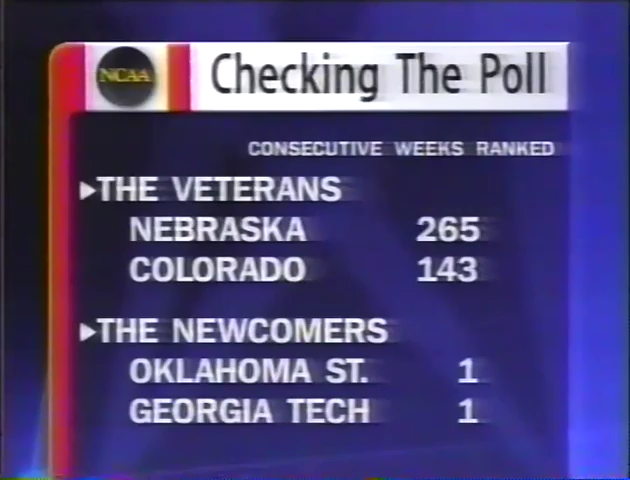 NCAA
Checking The Poll
CONSECUTIVE WEEKS RANKED
▶THE VETERANS
NEBRASKA 265
COLORADO 143
▶THE NEWCOMERS
OKLAHOMA ST. 1
GEORGIA TECH 1